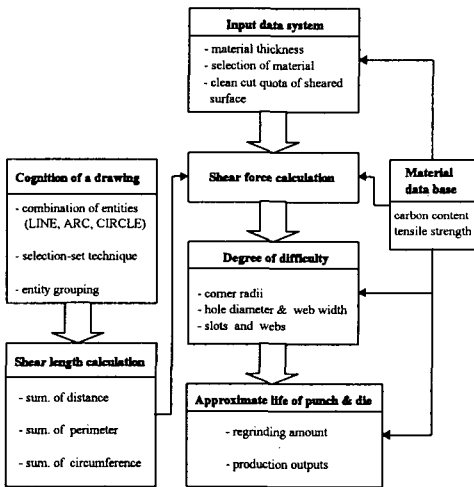 Input data system
- material thickness
- selection of material
- clean cut quota of sheared
surface
Cognition of a drawing
- combination of entities
(LINE, ARC, CIRCLE)
- selection-set technique
- entity grouping
Shear force calculation
Material
data base
carbon content
tensile strength
Degree of difficulty
- corner radii
- hole diameter & web width
- slots and webs
Shear length calculation
- sum. of distance
- sum. of perimeter
- sum. of circumference
Approximate life of punch & die
- regrinding amount
- production outputs